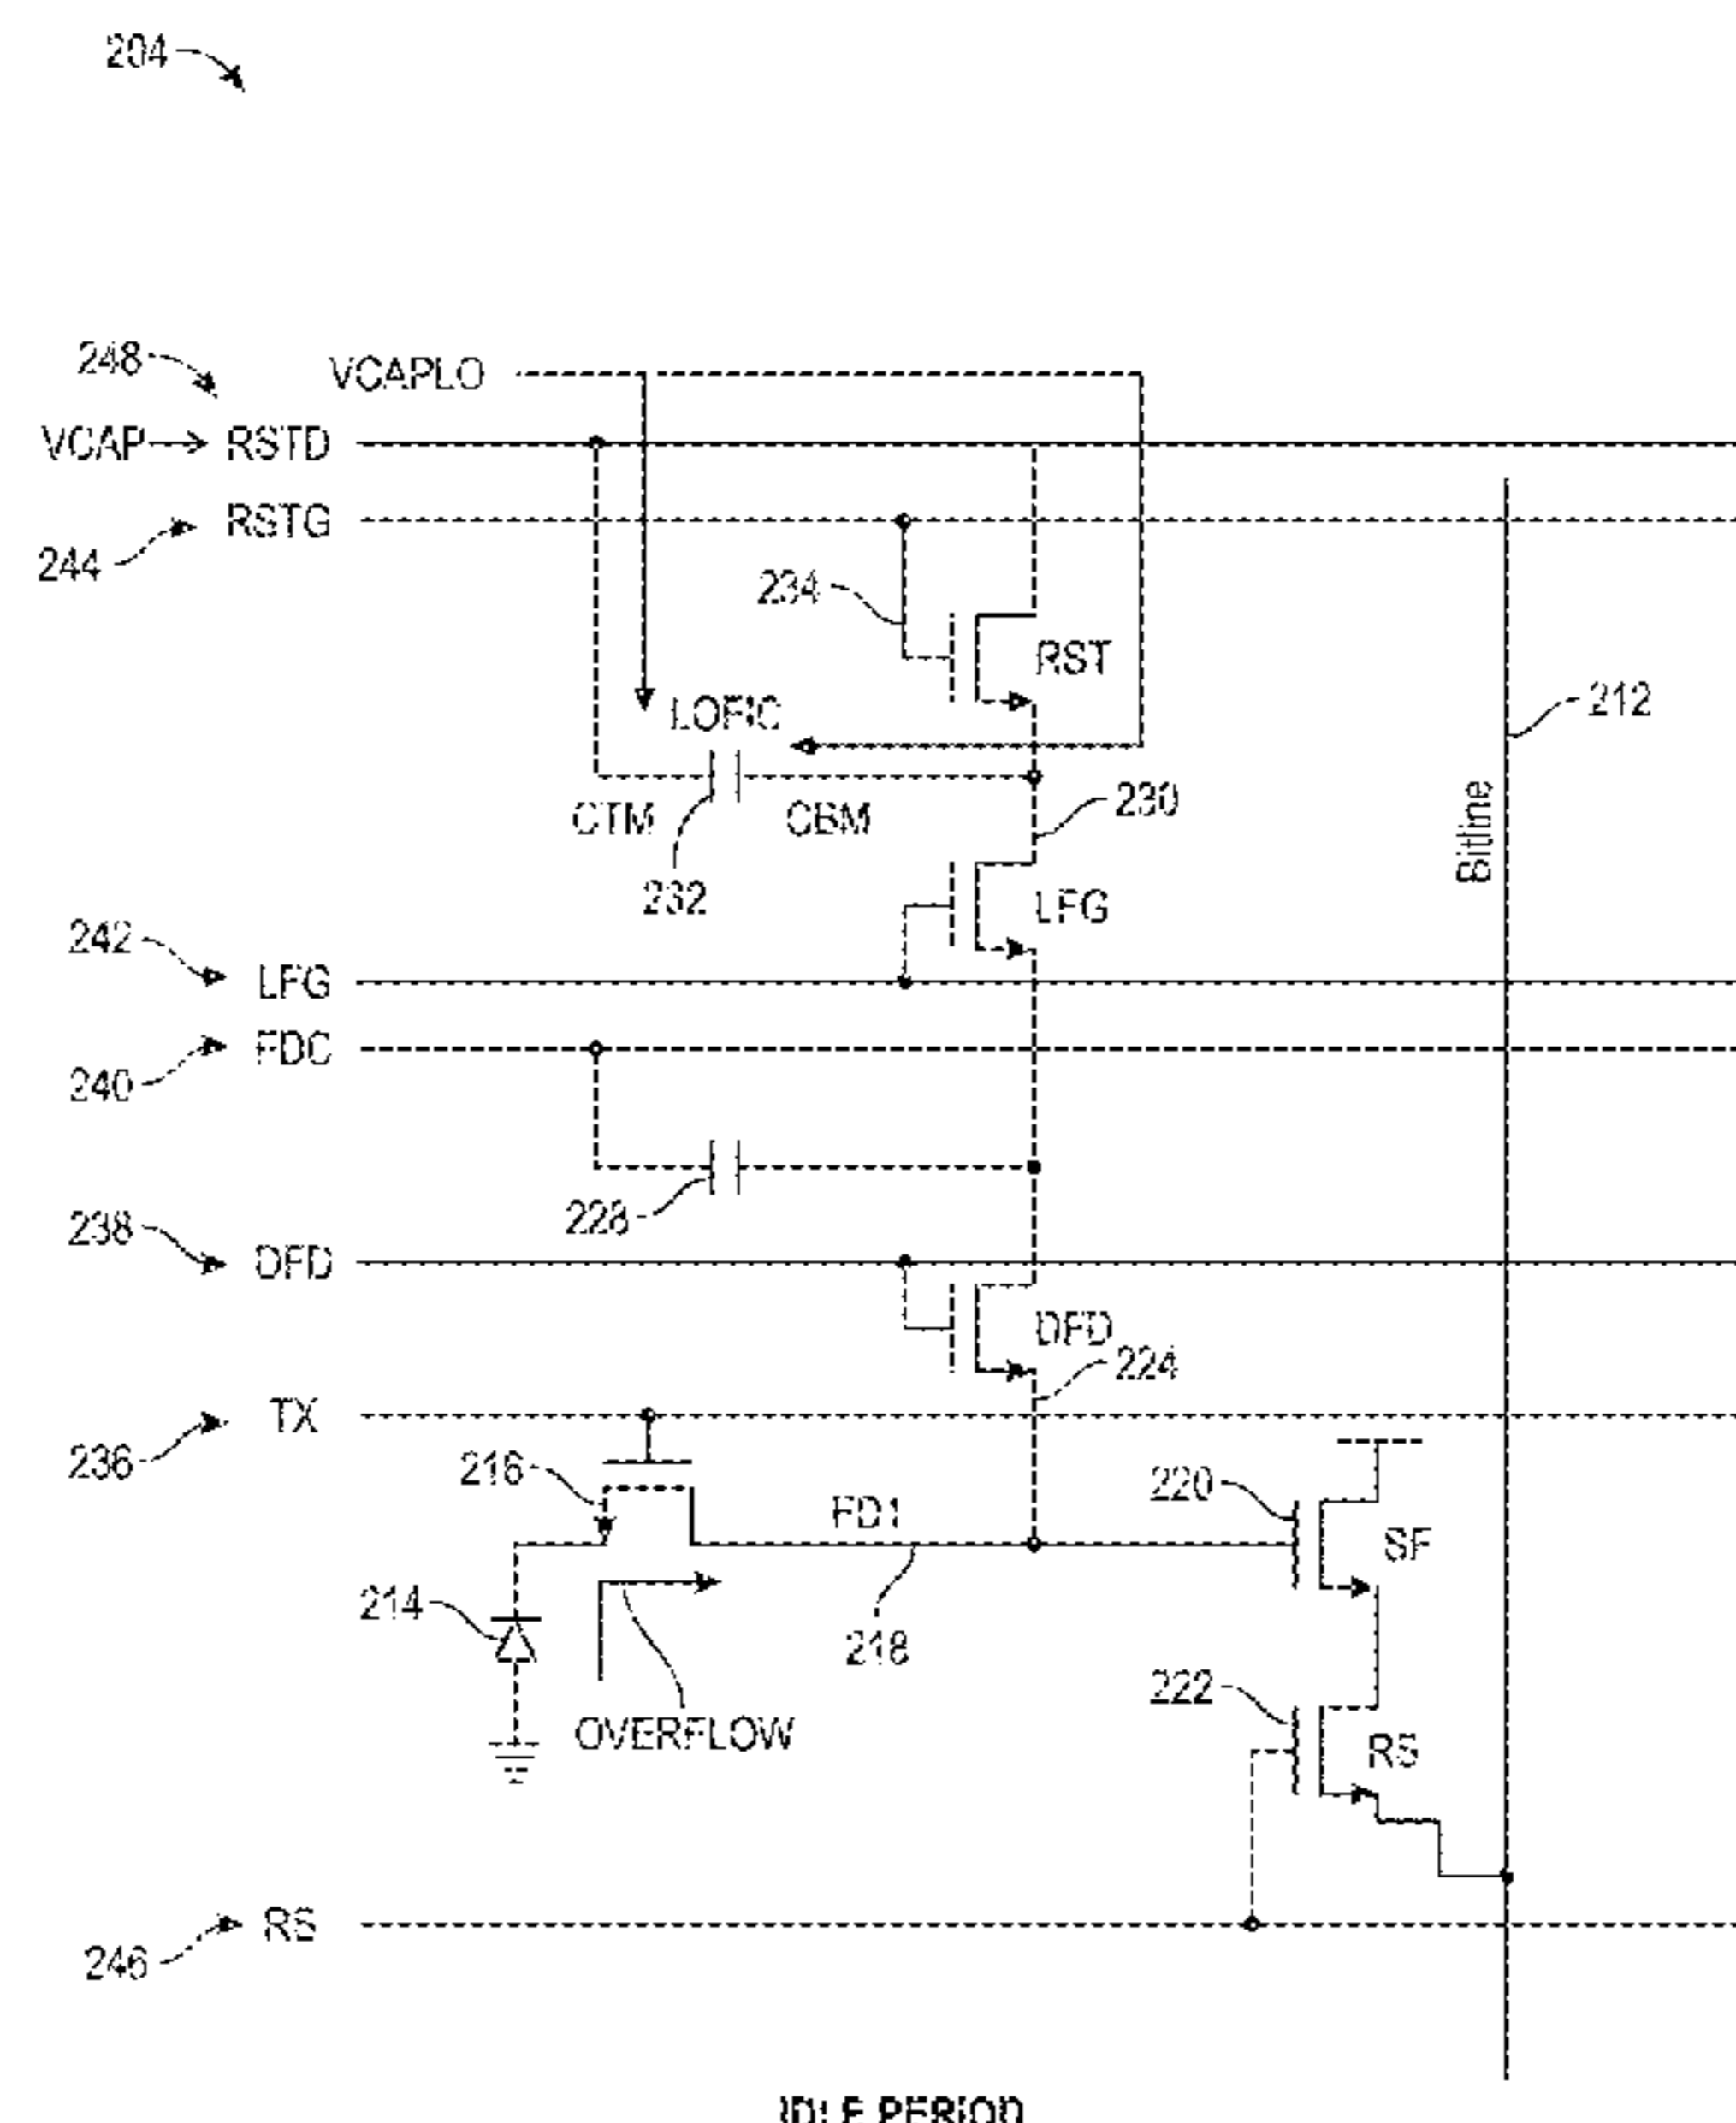 204
248
VCAPLO
VCAP
RSTD
RSTG
244
234
RST
212
LOFIC
CTM
CBM
230
232
Bitline
LFG
242
LFG
FDC
240
228
238
DFD
DFD
224
TX
236
216
FD1
220
SF
214
218
222
OVERFLOW
RS
RS
246
IDLE PERIOD